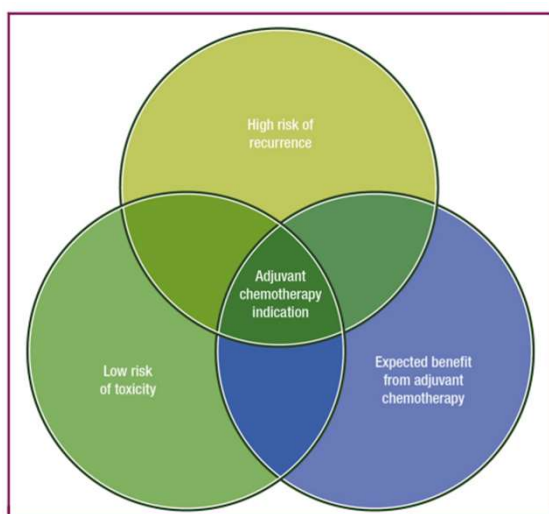 High risk of
recurrence
Adjuvant
chemotherapy
indication
Low risk
of toxicity
Expected benefit
from adjuvant
chemotherapy